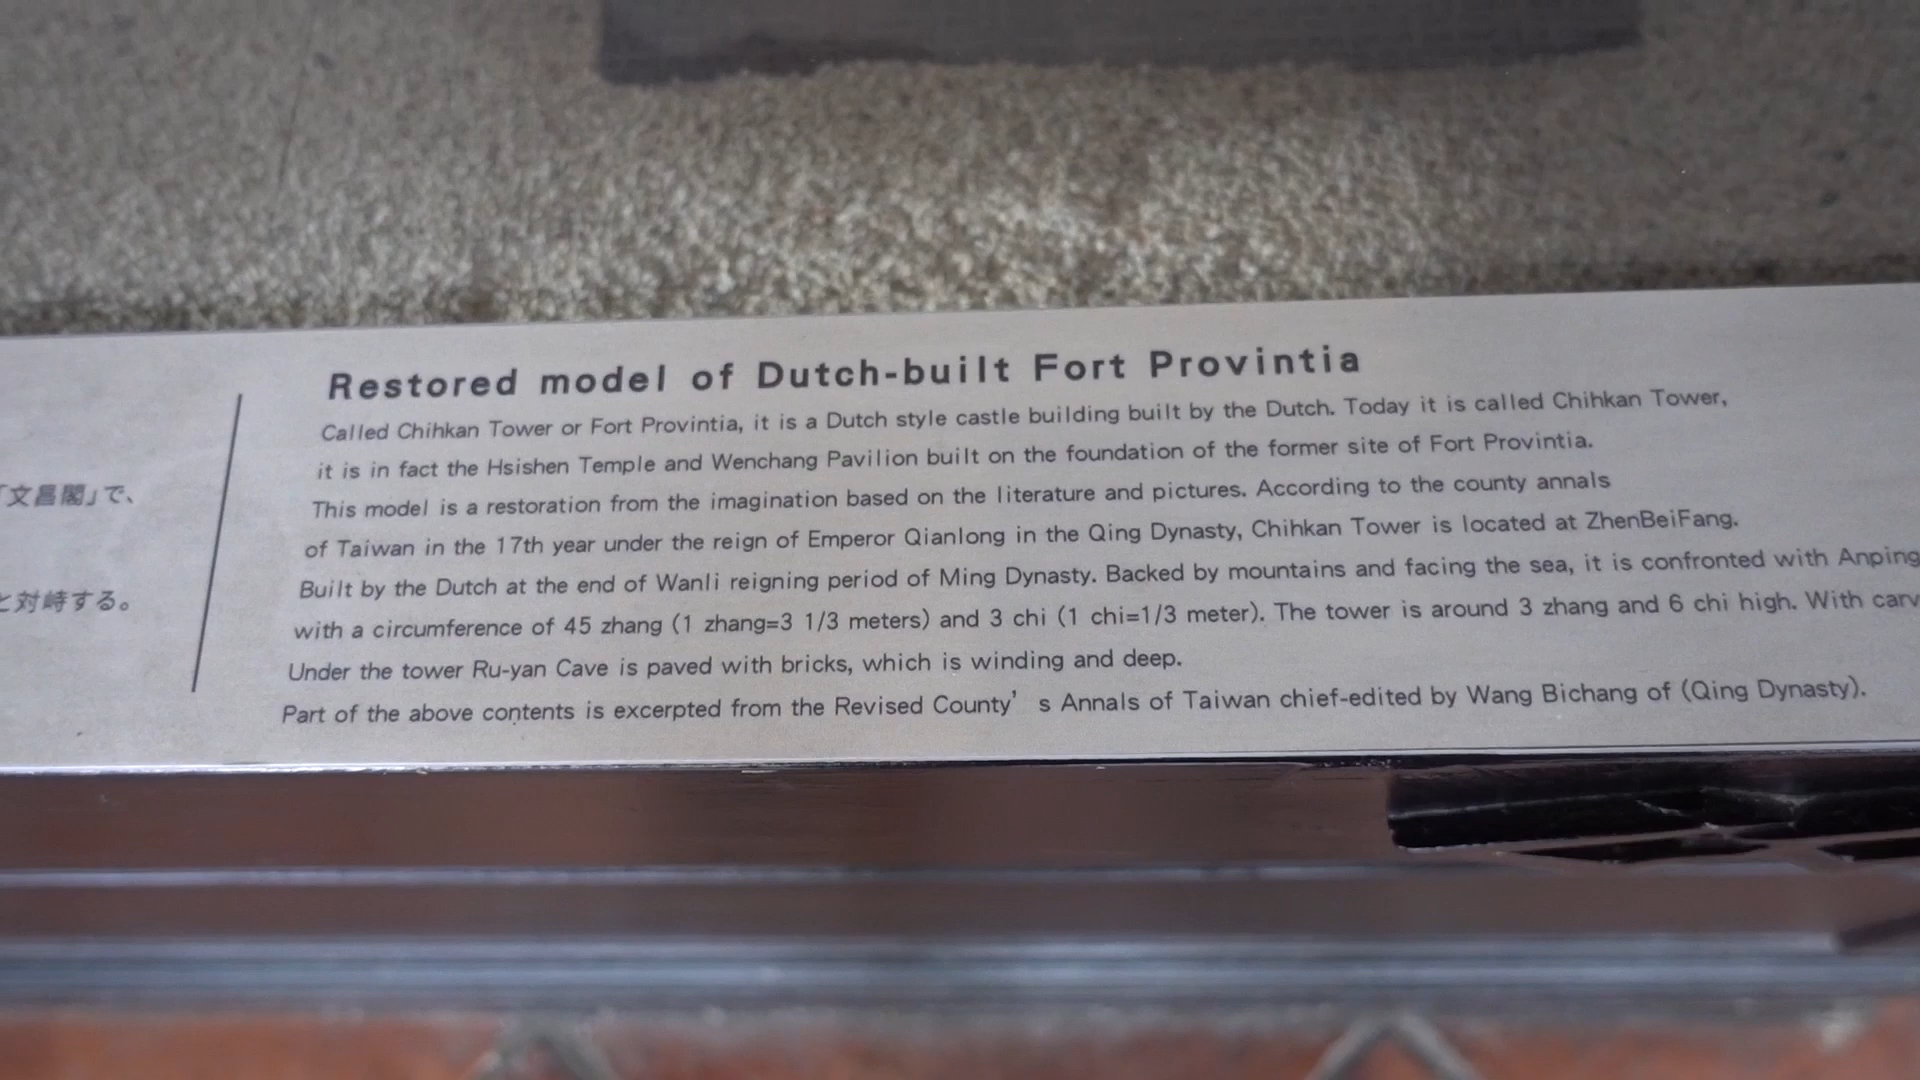 「文昌閣」で、
と対峙する。
Restored model of Dutch-built Fort Provintia
Called Chihkan Tower or Fort Provintia, it is a Dutch style castle building built by the Dutch. Today it is called Chihkan Tower,
it is in fact the Hsishen Temple and Wenchang Pavilion built on the foundation of the former site of Fort Provintia.
This model is a restoration from the imagination based on the literature and pictures. According to the county annals
of Taiwan in the 17th year under the reign of Emperor Qianlong in the Qing Dynasty, Chihkan Tower is located at ZhenBeiFang.
Built by the Dutch at the end of Wanli reigning period of Ming Dynasty. Backed by mountains and facing the sea, it is confronted with Anping
with a circumference of 45 zhang (1 zhang=3 1/3 meters) and 3 chi (1 chi=1/3 meter). The tower is around 3 zhang and 6 chi high. With
Under the tower Ru-yan Cave is paved with bricks, which is winding and deep.
Part of the above contents is excerpted from the Revised County's Annals of Taiwan chief-edited by Wang Bichang of (Qing Dynasty).